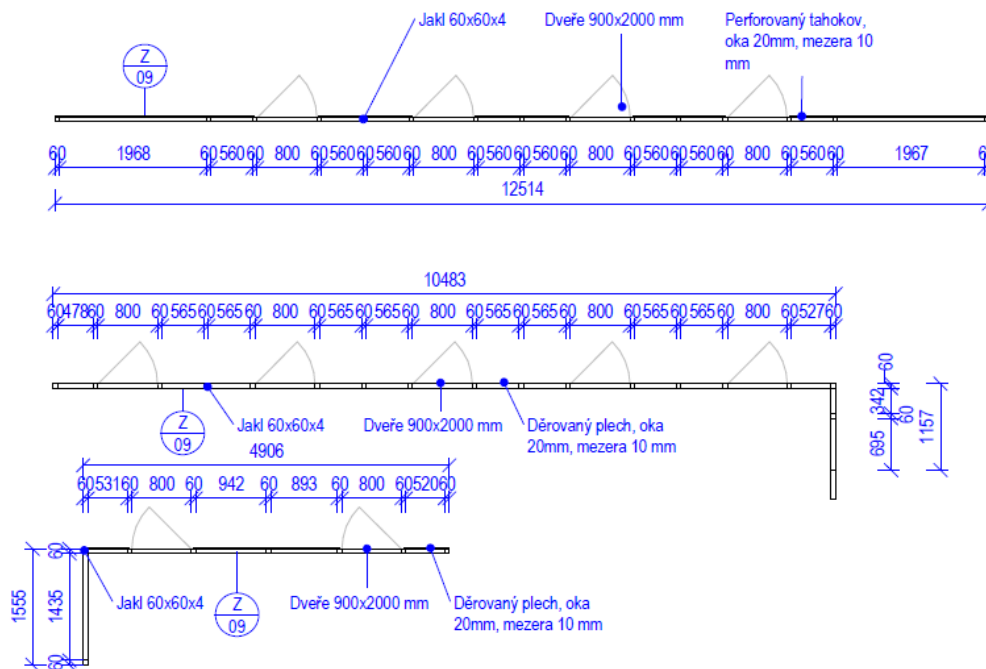 Jakl 60x60x4
Dveře 900x2000 mm
Perforovaný tahokov,
oka 20mm, mezera 10
mm
Z
09
60 1968 60 560 60 800 60 560 60 560 60 800 60 560 60 560 60 800 60 560 60 560 60 800 60 560 60 1967 6
12514
10483
60 478 60 800 60 565 60 565 60 800 60 565 60 565 60 800 60 565 60 565 60 800 60 565 60 565 60 800 60 527 60
60
342
60
695
1157
Z
09
Jakl 60x60x4
Dveře 900x2000 mm
Děrovaný plech, oka
20mm, mezera 10 mm
4906
60 531 60 800 60 942 60 893 60 800 60 520 60
60
1435
60
1555
Jakl 60x60x4
Z
09
Dveře 900x2000 mm
Děrovaný plech, oka
20mm, mezera 10 mm